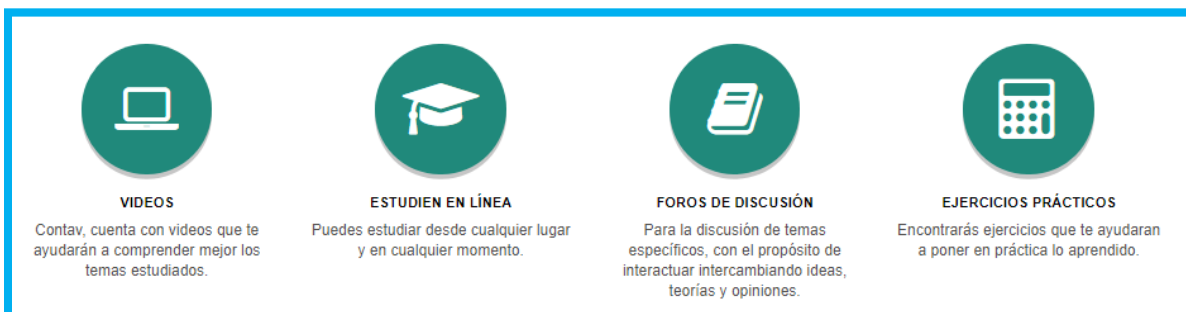 VIDEOS
Contav, cuenta con videos que te
ayudarán a comprender mejor los
temas estudiados.
ESTUDIEN EN LÍNEA
Puedes estudiar desde cualquier lugar
y en cualquier momento.
FOROS DE DISCUSIÓN
Para la discusión de temas
específicos, con el propósito de
interactuar intercambiando ideas,
teorías y opiniones.
EJERCICIOS PRÁCTICOS
Encontrarás ejercicios que te ayudaran
a poner en práctica lo aprendido.